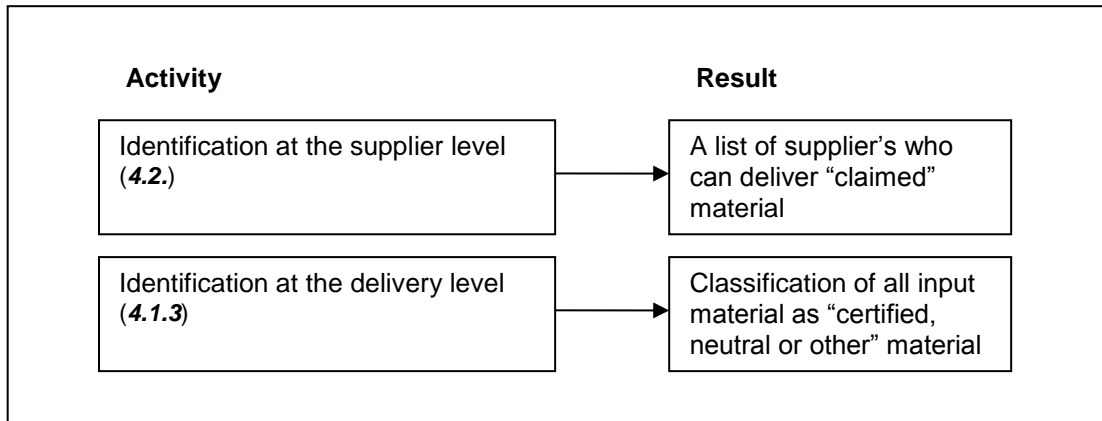 Activity
Result
Identification at the supplier level
(4.2.)
A list of supplier’s who
can deliver “claimed”
material
Identification at the delivery level
(4.1.3)
Classification of all input
material as “certified,
neutral or other” material